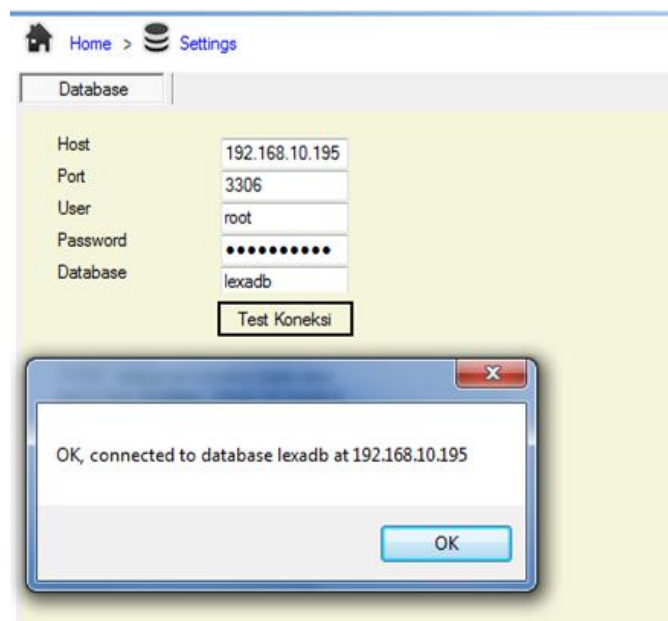 Home > Settings
Database
Host 192.168.10.195
Port 3306
User root
Password ●●●●●●●●●●
Database lexadb
Test Koneksi
OK, connected to database lexadb at 192.168.10.195
OK